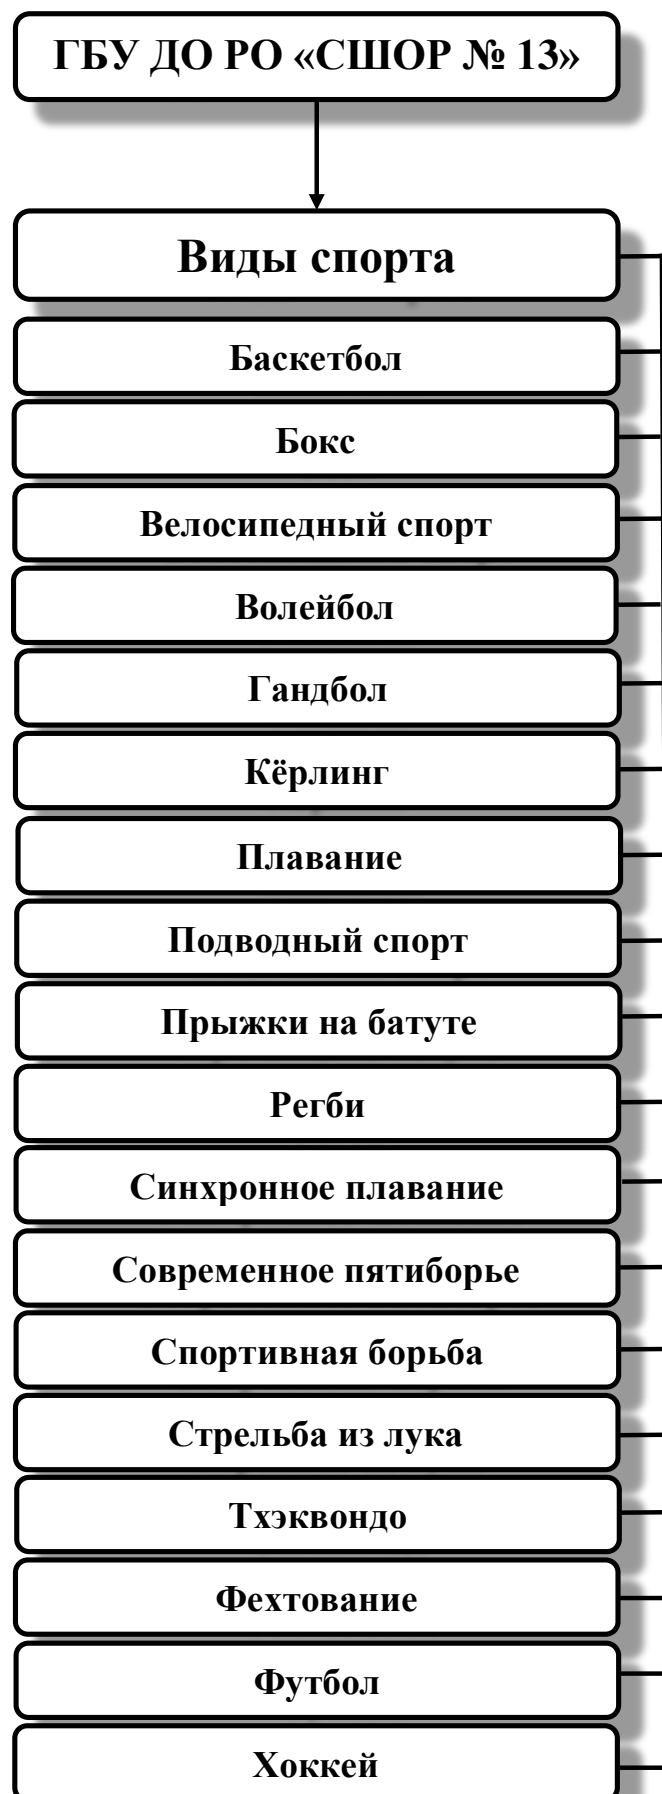 ГБУ ДО РО «СШОР № 13»
Виды спорта
Баскетбол
Бокс
Велосипедный спорт
Волейбол
Гандбол
Кёрлинг
Плавание
Подводный спорт
Прыжки на батуте
Регби
Синхронное плавание
Современное пятиборье
Спортивная борьба
Стрельба из лука
Тхэквондо
Фехтование
Футбол
Хоккей